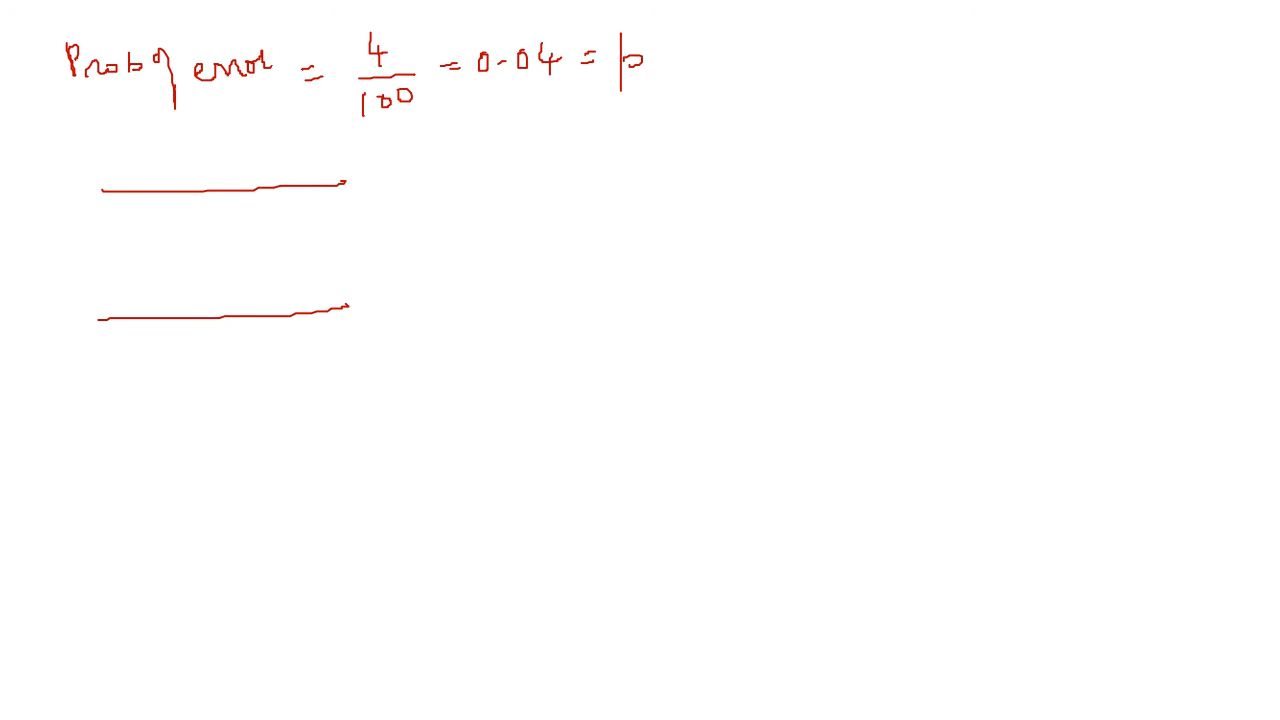 Prob of error = 4/100 = 0.04 = p